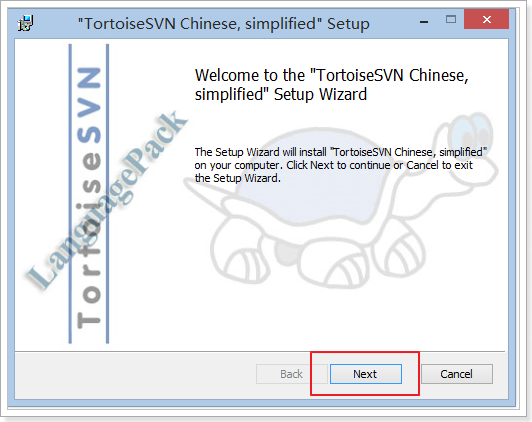 "TortoiseSVN Chinese, simplified" Setup
TortoiseSVN
LanguagePack
Welcome to the "TortoiseSVN Chinese,
simplified" Setup Wizard
The Setup Wizard will install "TortoiseSVN Chinese, simplified"
on your computer. Click Next to continue or Cancel to exit
the Setup Wizard.
Back
Next
Cancel